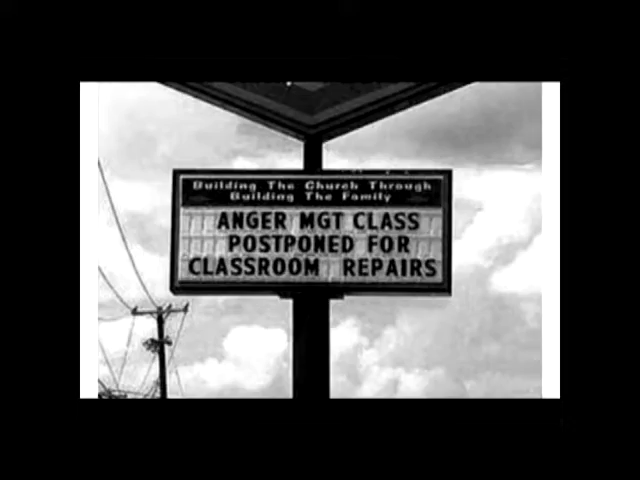 Building The Church Through
Building The Family
ANGER MGT CLASS
POSTPONED FOR
CLASSROOM REPAIRS